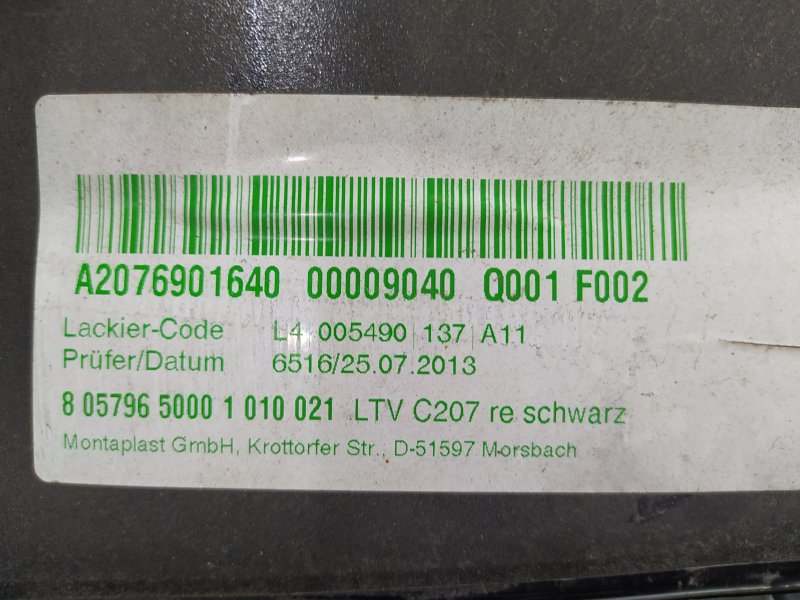 A2076901640 00009040 Q001 F002
Lackier-Code L4 005490 137 A11
Prüfer/Datum 6516/25.07.2013
8 05796 5000 1 010 021 LTV C207 re schwarz
Montaplast GmbH, Krottorfer Str., D-51597 Morsbach